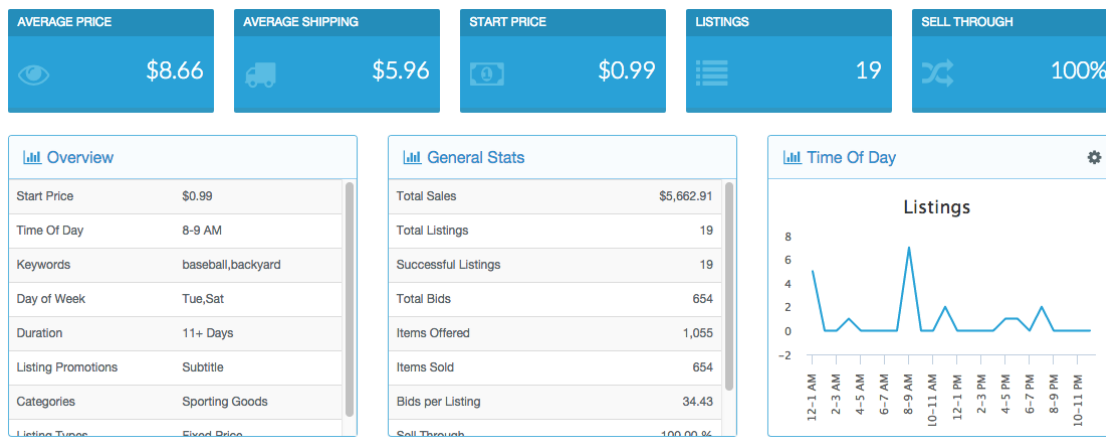 AVERAGE PRICE
$8.66
AVERAGE SHIPPING
$5.96
START PRICE
$0.99
LISTINGS
19
SELL THROUGH
100%
Overview
Start Price $0.99
Time Of Day 8-9 AM
Keywords baseball,backyard
Day of Week Tue,Sat
Duration 11+ Days
Listing Promotions Subtitle
Categories Sporting Goods
Listing Types Fixed Price
General Stats
Total Sales $5,662.91
Total Listings 19
Successful Listings 19
Total Bids 654
Items Offered 1,055
Items Sold 654
Bids per Listing 34.43
Sell Through 100.00 %
Time Of Day
Listings
8
6
4
2
0
-2
12-1 AM
2-3 AM
4-5 AM
6-7 AM
8-9 AM
10-11 AM
12-1 PM
2-3 PM
4-5 PM
6-7 PM
8-9 PM
10-11 PM